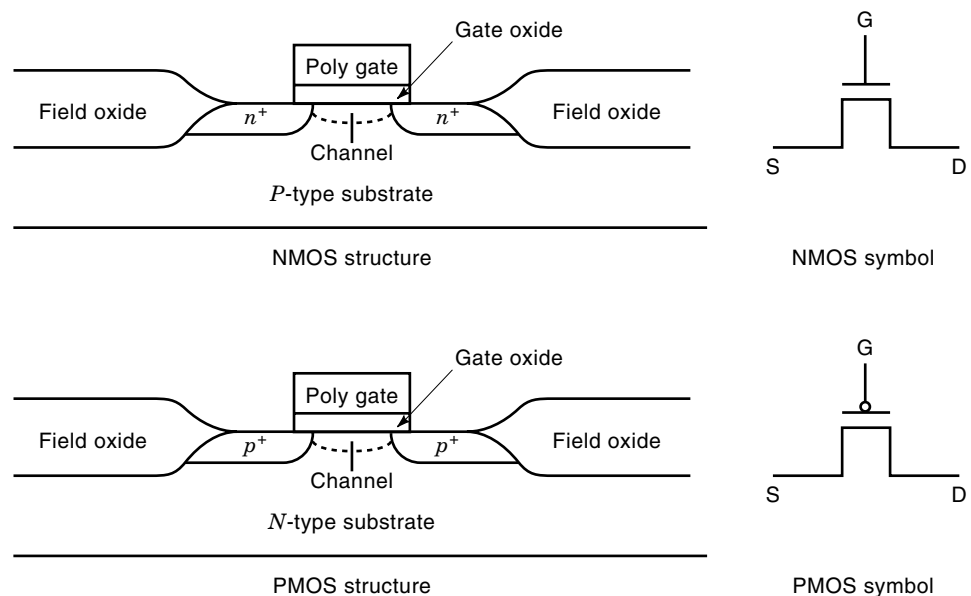 Gate oxide
Poly gate
Field oxide
n+
n+
Field oxide
Channel
P-type substrate
NMOS structure
G
S
D
NMOS symbol
Gate oxide
Poly gate
Field oxide
p+
p+
Field oxide
Channel
N-type substrate
PMOS structure
G
S
D
PMOS symbol